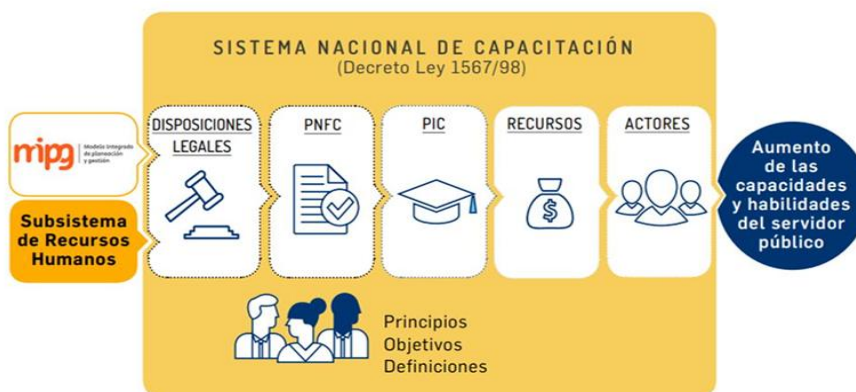 SISTEMA NACIONAL DE CAPACITACIÓN
(Decreto Ley 1567/98)
mipg
Modelo integrado
de planeación
y gestión
Subsistema
de Recursos
Humanos
DISPOSICIONES
LEGALES
PNFC
PIC
RECURSOS
$
ACTORES
Aumento
de las
capacidades
y habilidades
del servidor
público
Principios
Objetivos
Definiciones